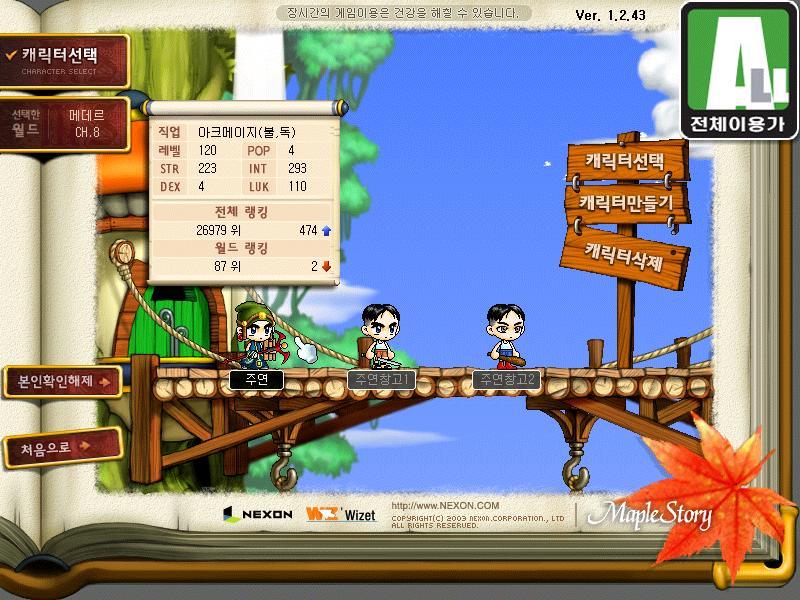 장시간의 게임이용은 건강을 해칠 수 있습니다.
Ver. 1.2.43
ALL
전체이용가
캐릭터선택
CHARACTER SELECT
선택한 월드
메데르
CH.8
직업 아크메이지(불,독)
레벨 120 POP 4
STR 223 INT 293
DEX 4 LUK 110
전체 랭킹
26979 위 474
월드 랭킹
87 위 2
캐릭터선택
캐릭터만들기
캐릭터삭제
주연
주연창고1
주연창고2
본인확인해제
처음으로
NEXON
Wizet
http://www.NEXON.COM
COPYRIGHT(C) 2003 NEXON.CORPORATION., LTD
ALL RIGHTS RESERVED.
MapleStory